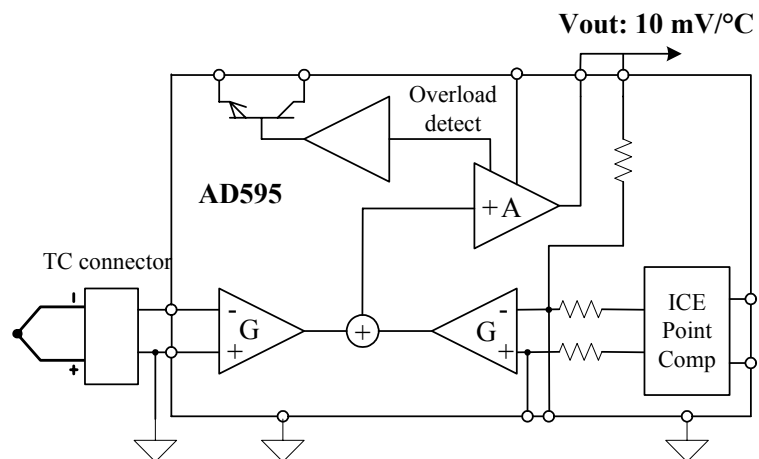 Vout: 10 mV/°C
Overload
detect
AD595
+ A
TC connector
- 
G
+
+
-
G
+
ICE
Point
Comp
-
+